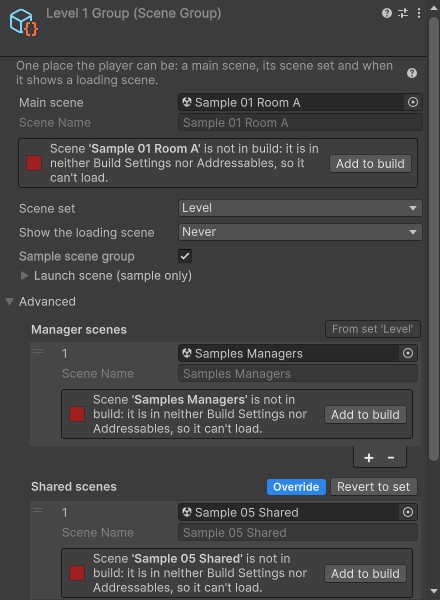 Level 1 Group (Scene Group)
One place the player can be: a main scene, its scene set and when
it shows a loading scene.
Main scene
Sample 01 Room A
Scene Name
Sample 01 Room A
Scene 'Sample 01 Room A' is not in build: it is in
neither Build Settings nor Addressables, so it
can't load.
Add to build
Scene set
Level
Show the loading scene
Never
Sample scene group
Launch scene (sample only)
Advanced
Manager scenes
From set 'Level'
1
Samples Managers
Scene Name
Samples Managers
Scene 'Samples Managers' is not in
build: it is in neither Build Settings nor
Addressables, so it can't load.
Add to build
+ -
Shared scenes
Override
Revert to set
1
Sample 05 Shared
Scene Name
Sample 05 Shared
Scene 'Sample 05 Shared' is not in
build: it is in neither Build Settings nor
Addressables, so it can't load.
Add to build